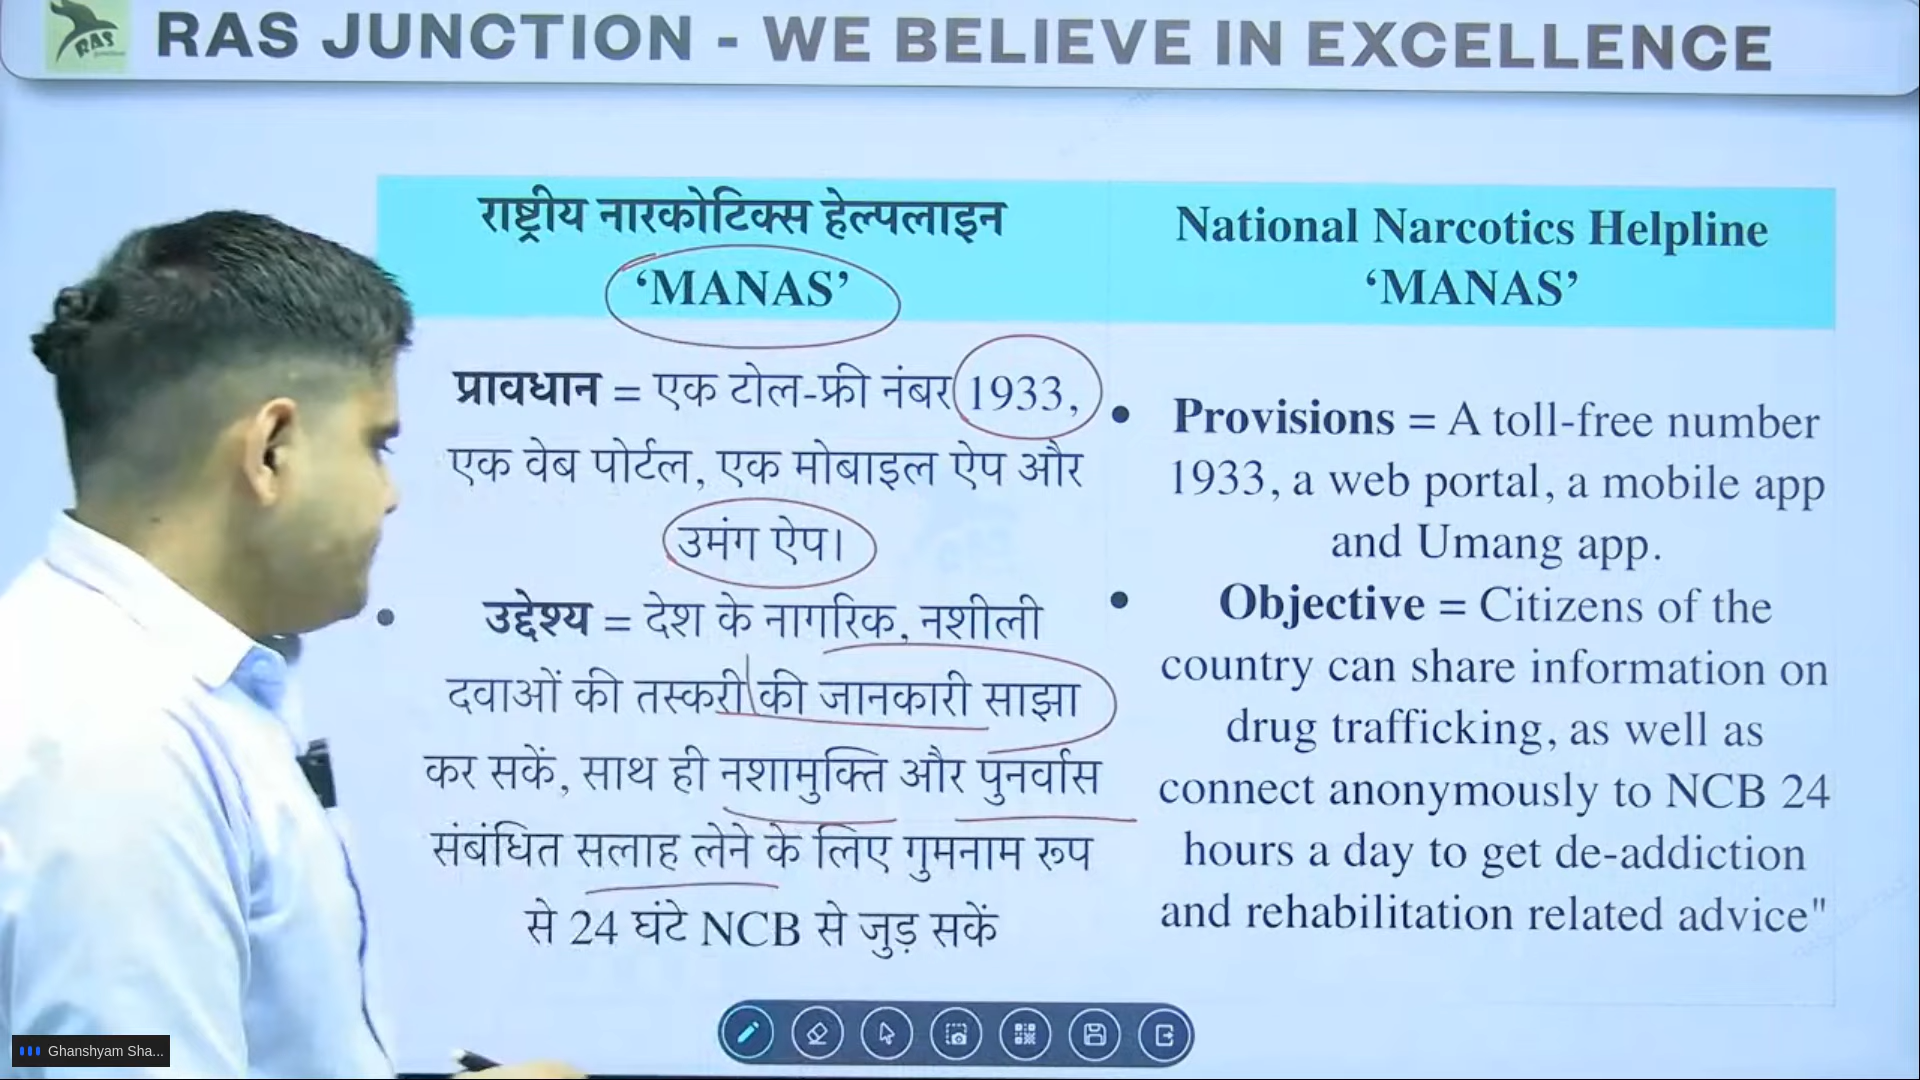 RAS JUNCTION - WE BELIEVE IN EXCELLENCE
RAS
राष्ट्रीय नारकोटिक्स हेल्पलाइन
‘MANAS’
प्रावधान = एक टोल-फ्री नंबर 1933,
एक वेब पोर्टल, एक मोबाइल ऐप और
उमंग ऐप।
• उद्देश्य = देश के नागरिक, नशीली
दवाओं की तस्करी की जानकारी साझा
कर सकें, साथ ही नशामुक्ति और पुनर्वास
संबंधित सलाह लेने के लिए गुमनाम रूप
से 24 घंटे NCB से जुड़ सकें
National Narcotics Helpline
‘MANAS’
• Provisions = A toll-free number
1933, a web portal, a mobile app
and Umang app.
• Objective = Citizens of the
country can share information on
drug trafficking, as well as
connect anonymously to NCB 24
hours a day to get de-addiction
and rehabilitation related advice"
Ghanshyam Sha...